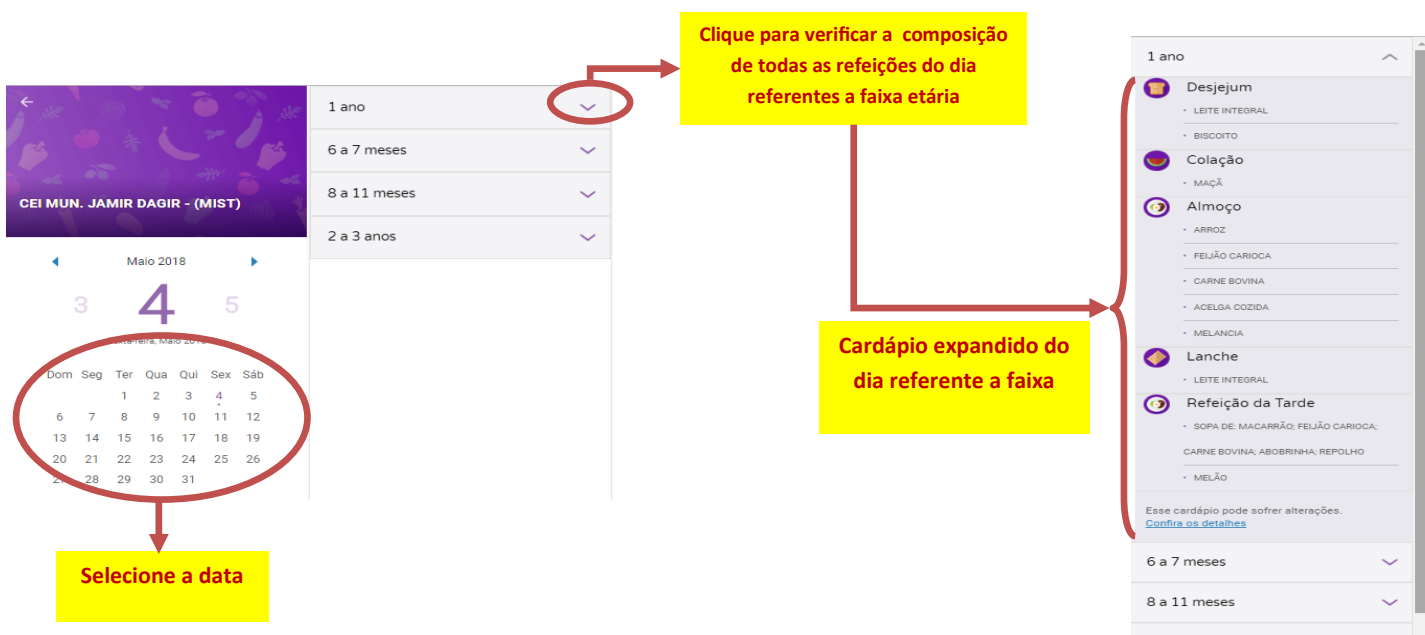 CEI MUN. JAMIR DAGIR - (MIST)
Maio 2018
3 4 5
Maio
Dom Seg Ter Qua Qui Sex Sáb
1 2 3 4 5
6 7 8 9 10 11 12
13 14 15 16 17 18 19
20 21 22 23 24 25 26
28 29 30 31
Selecione a data
1 ano
6 a 7 meses
8 a 11 meses
2 a 3 anos
Clique para verificar a composição
de todas as refeições do dia
referentes a faixa etária
Cardápio expandido do
dia referente a faixa
1 ano
Desjejum
- LEITE INTEGRAL
- BISCOITO
Colação
- MAÇÃ
Almoço
- ARROZ
- FEIJÃO CARIOCA
- CARNE BOVINA
- ACELGA COZIDA
- MELANCIA
Lanche
- LEITE INTEGRAL
Refeição da Tarde
- SOPA DE: MACARRÃO; FEIJÃO CARIOCA;
CARNE BOVINA; ABOBRINHA; REPOLHO
- MELÃO
Esse cardápio pode sofrer alterações.
Confira os detalhes
6 a 7 meses
8 a 11 meses